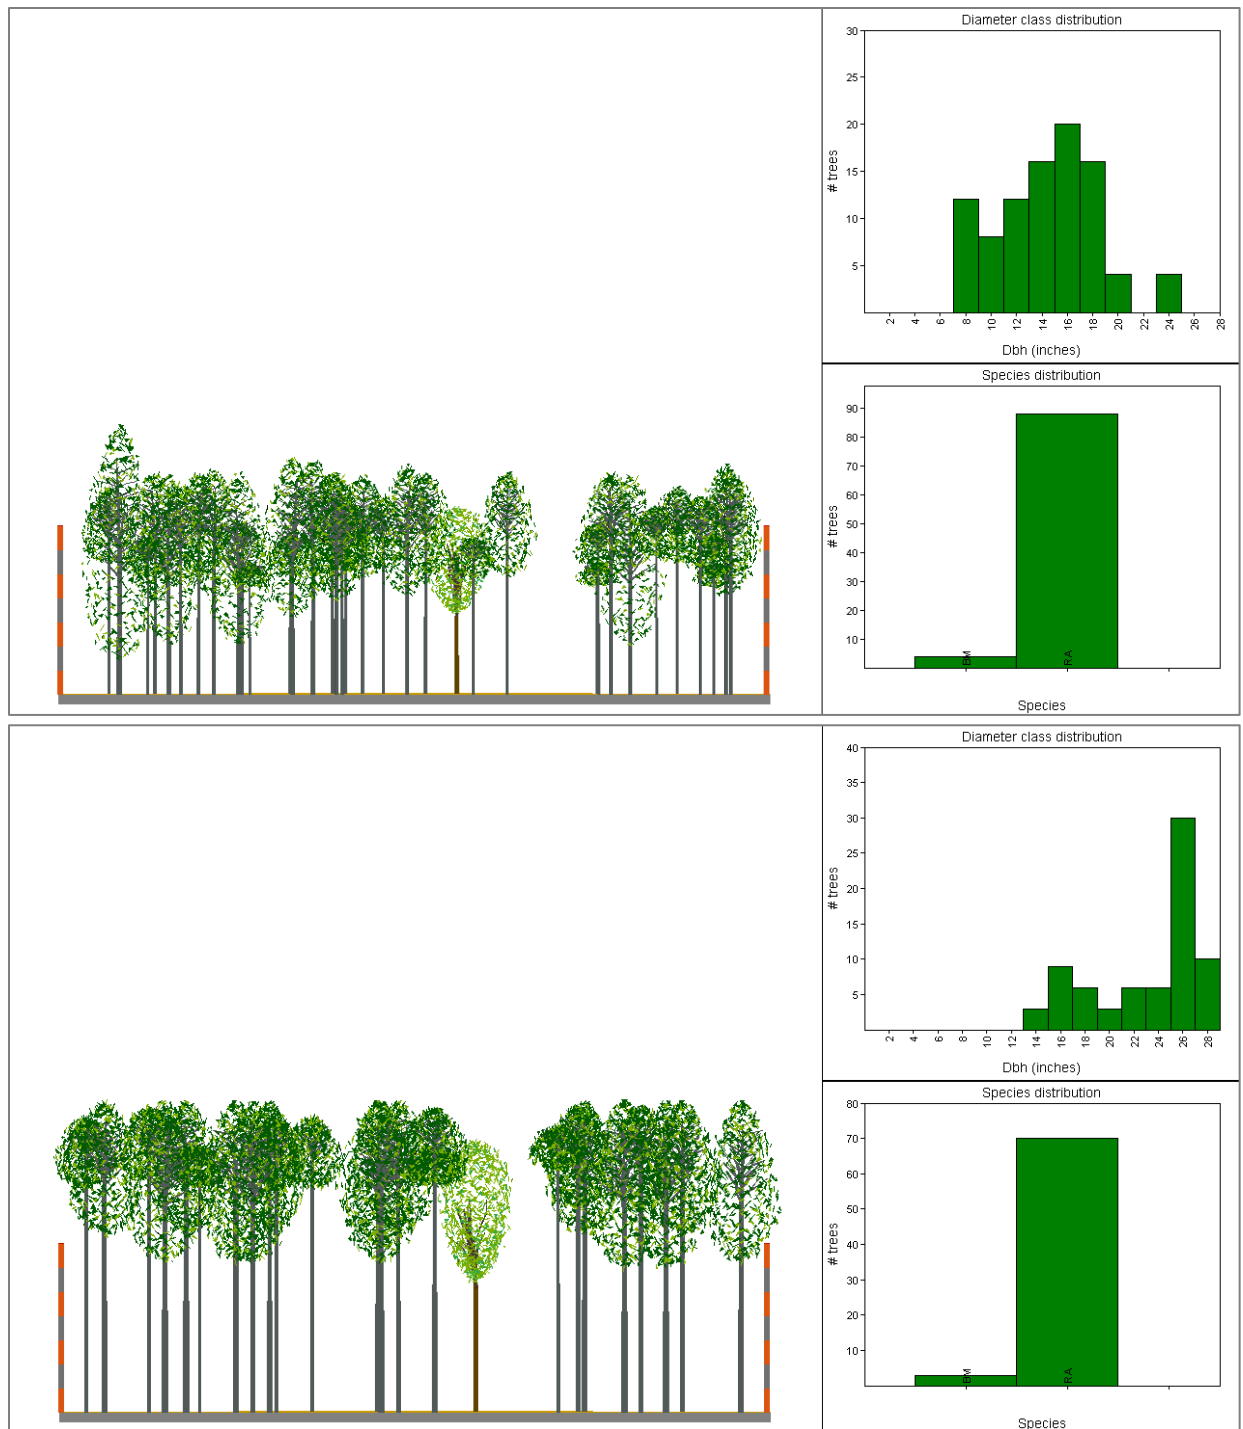 Diameter class distribution
30
25
20
15
10
5
# trees
2 4 6 8 10 12 14 16 18 20 22 24 26 28
Dbh (inches)
Species distribution
90
80
70
60
50
40
30
20
10
# trees
BM RA
Species
Diameter class distribution
40
35
30
25
20
15
10
5
# trees
2 4 6 8 10 12 14 16 18 20 22 24 26 28
Dbh (inches)
Species distribution
80
70
60
50
40
30
20
10
# trees
BM RA
Species